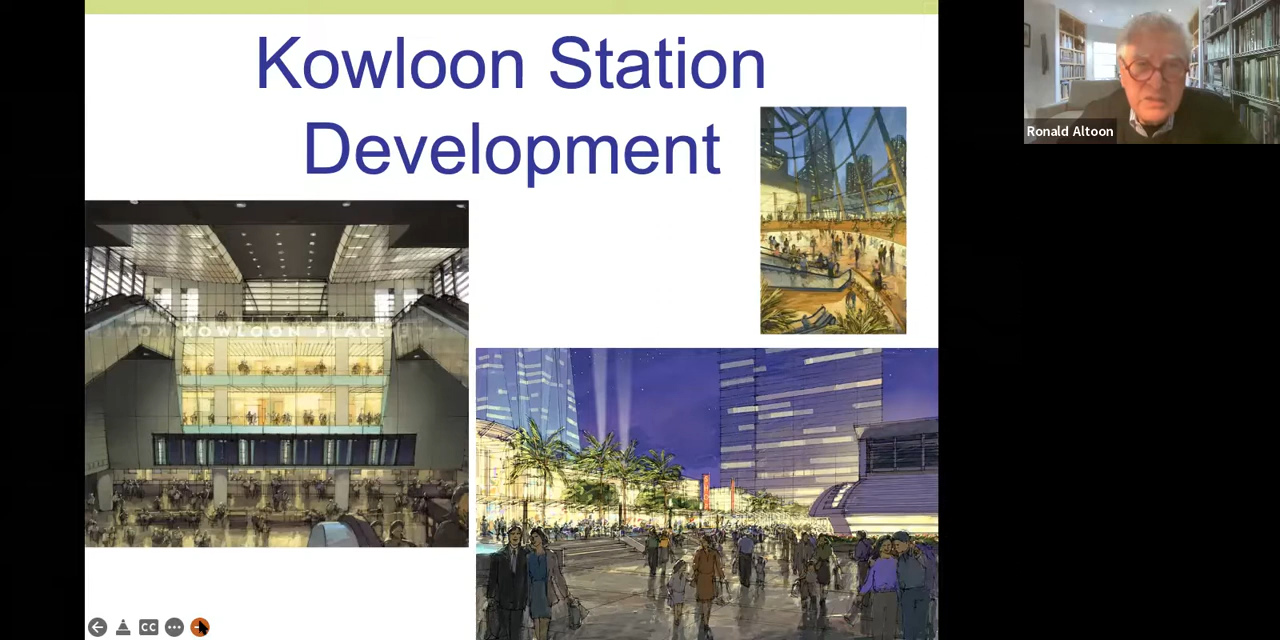 Kowloon Station
Development
Ronald Altoon
KOWLOON PLACE
CC